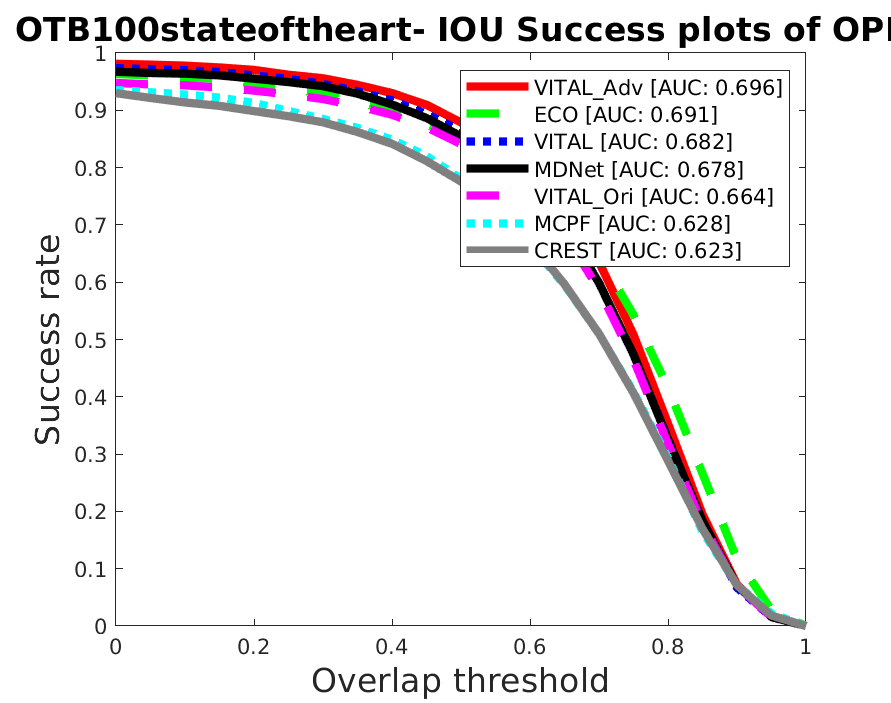 OTB100stateoftheart- IOU Success plots of OPE
1
0.9
0.8
0.7
0.6
0.5
0.4
0.3
0.2
0.1
0
Success rate
VITAL_Adv [AUC: 0.696]
ECO [AUC: 0.691]
VITAL [AUC: 0.682]
MDNet [AUC: 0.678]
VITAL_Ori [AUC: 0.664]
MCPF [AUC: 0.628]
CREST [AUC: 0.623]
0 0.2 0.4 0.6 0.8 1
Overlap threshold